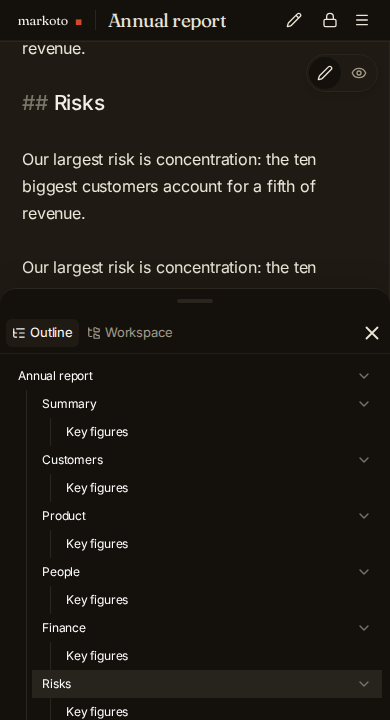 markoto
Annual report
revenue.
## Risks
Our largest risk is concentration: the ten
biggest customers account for a fifth of
revenue.
Our largest risk is concentration: the ten
Outline
Workspace
Annual report
Summary
Key figures
Customers
Key figures
Product
Key figures
People
Key figures
Finance
Key figures
Risks
Key figures